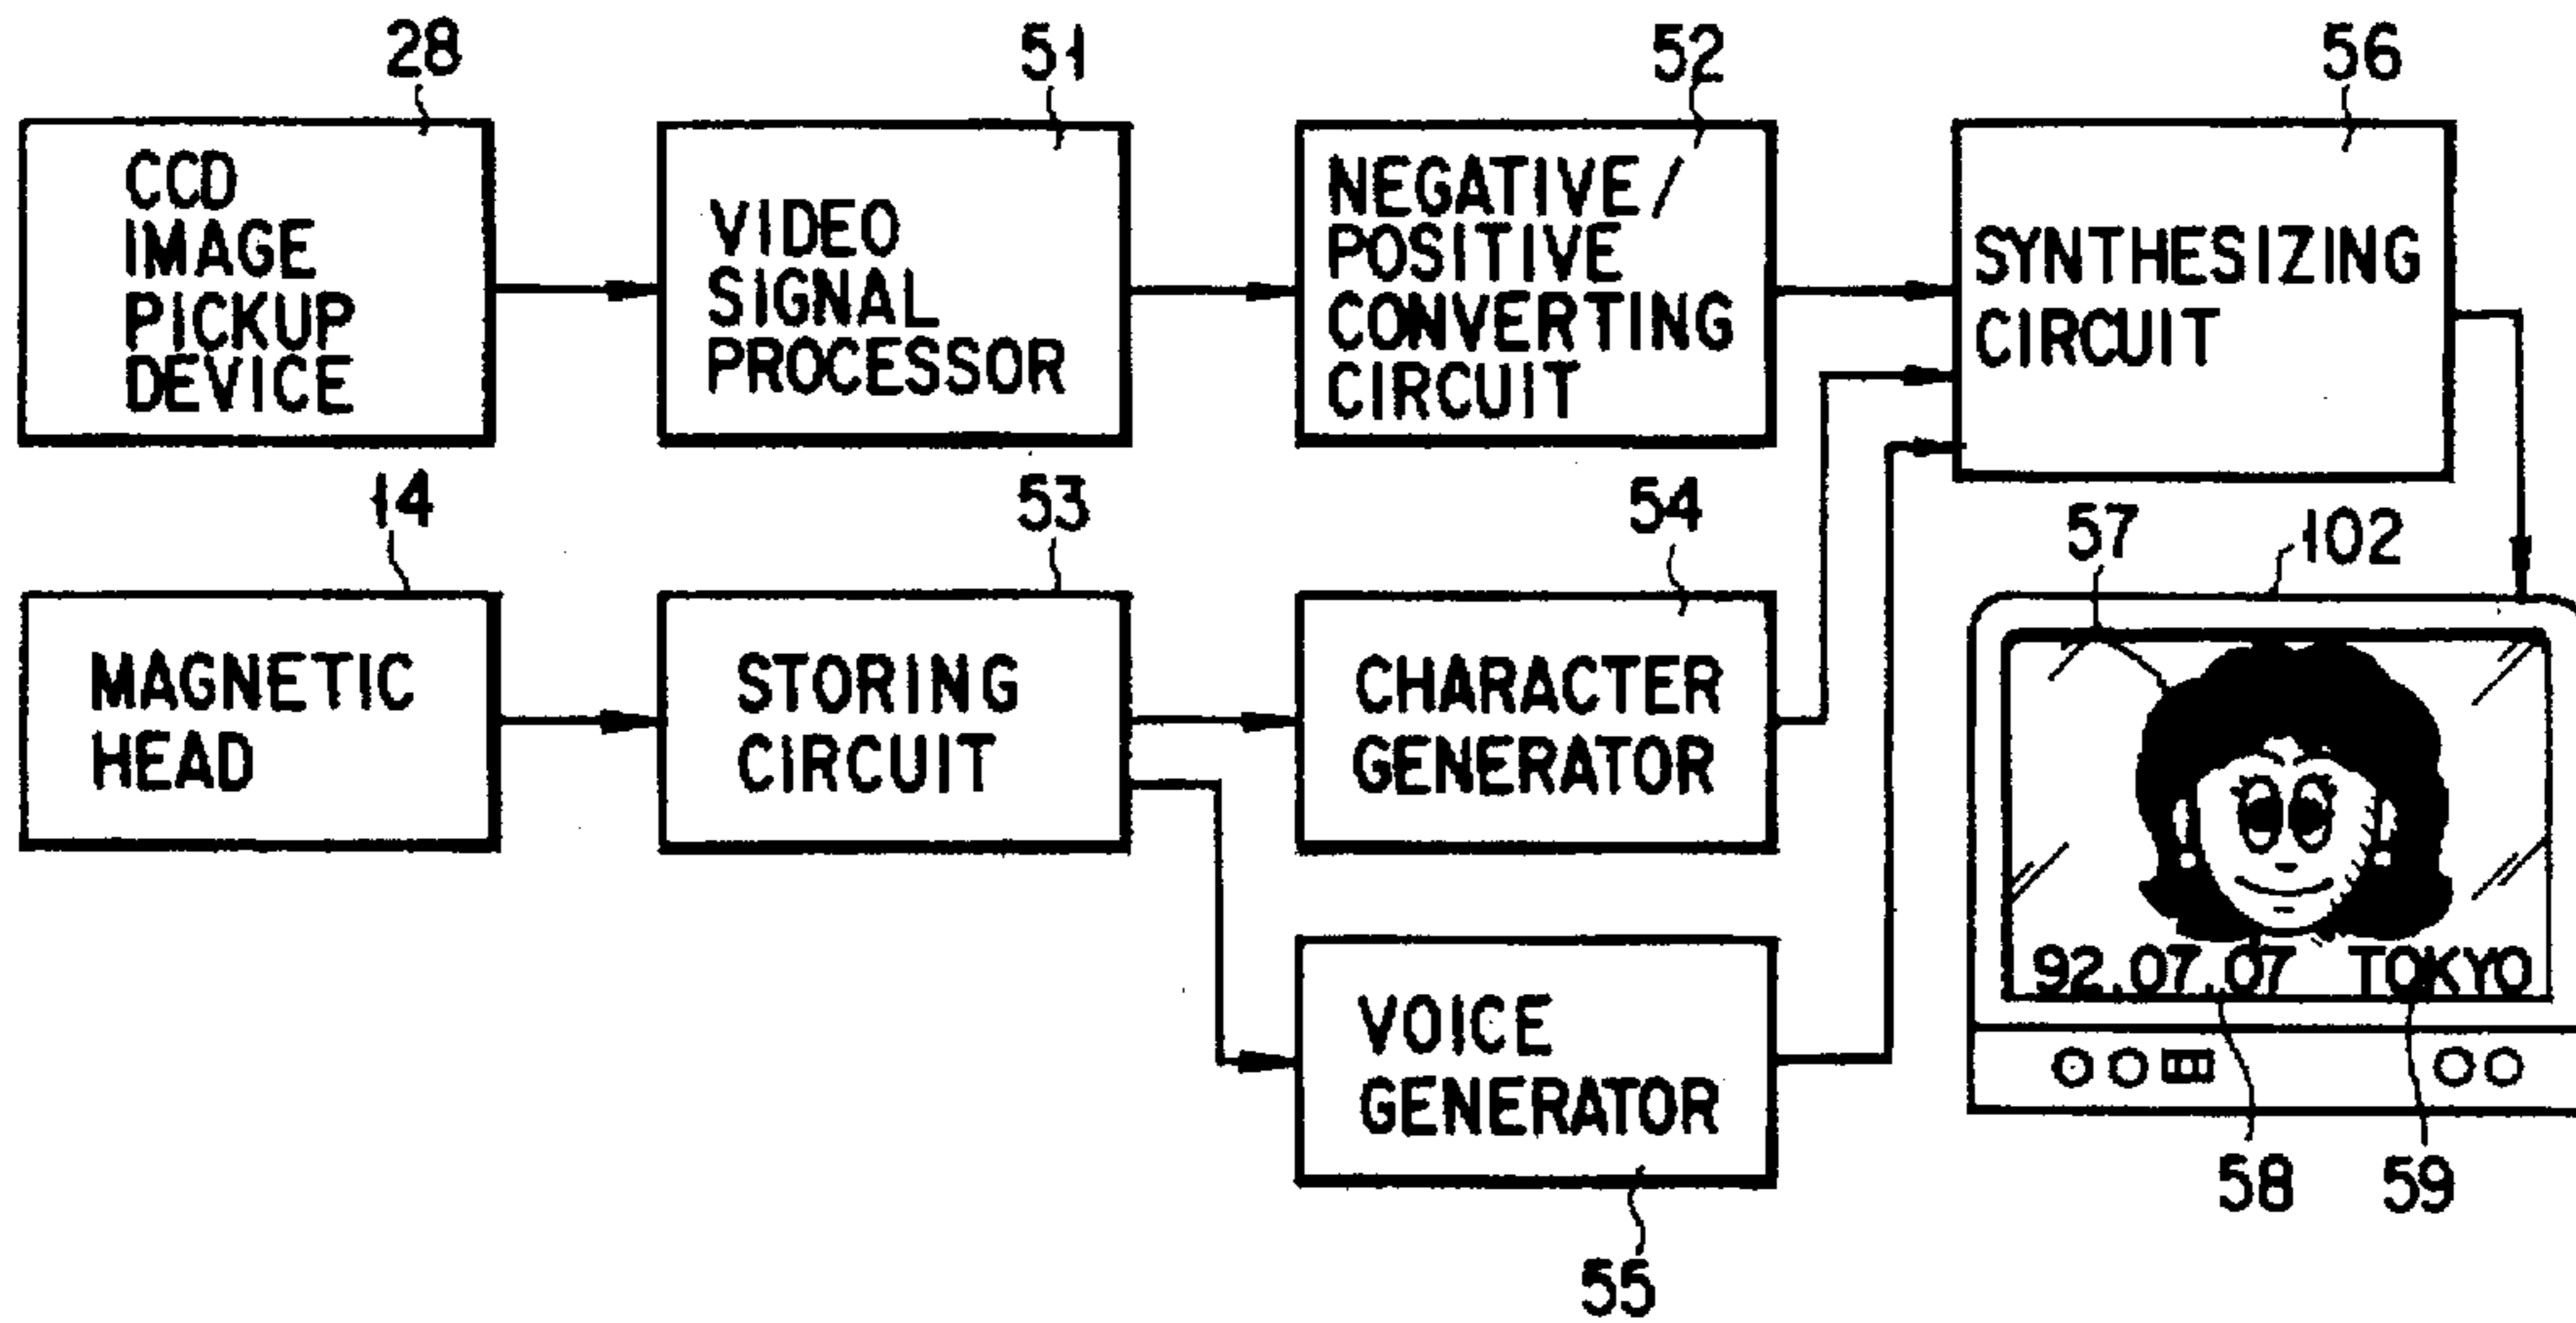 28
CCD
IMAGE
PICKUP
DEVICE
51
VIDEO
SIGNAL
PROCESSOR
52
NEGATIVE/
POSITIVE
CONVERTING
CIRCUIT
56
SYNTHESIZING
CIRCUIT
14
MAGNETIC
HEAD
53
STORING
CIRCUIT
54
CHARACTER
GENERATOR
55
VOICE
GENERATOR
57
102
92.07.07 TOKYO
58
59